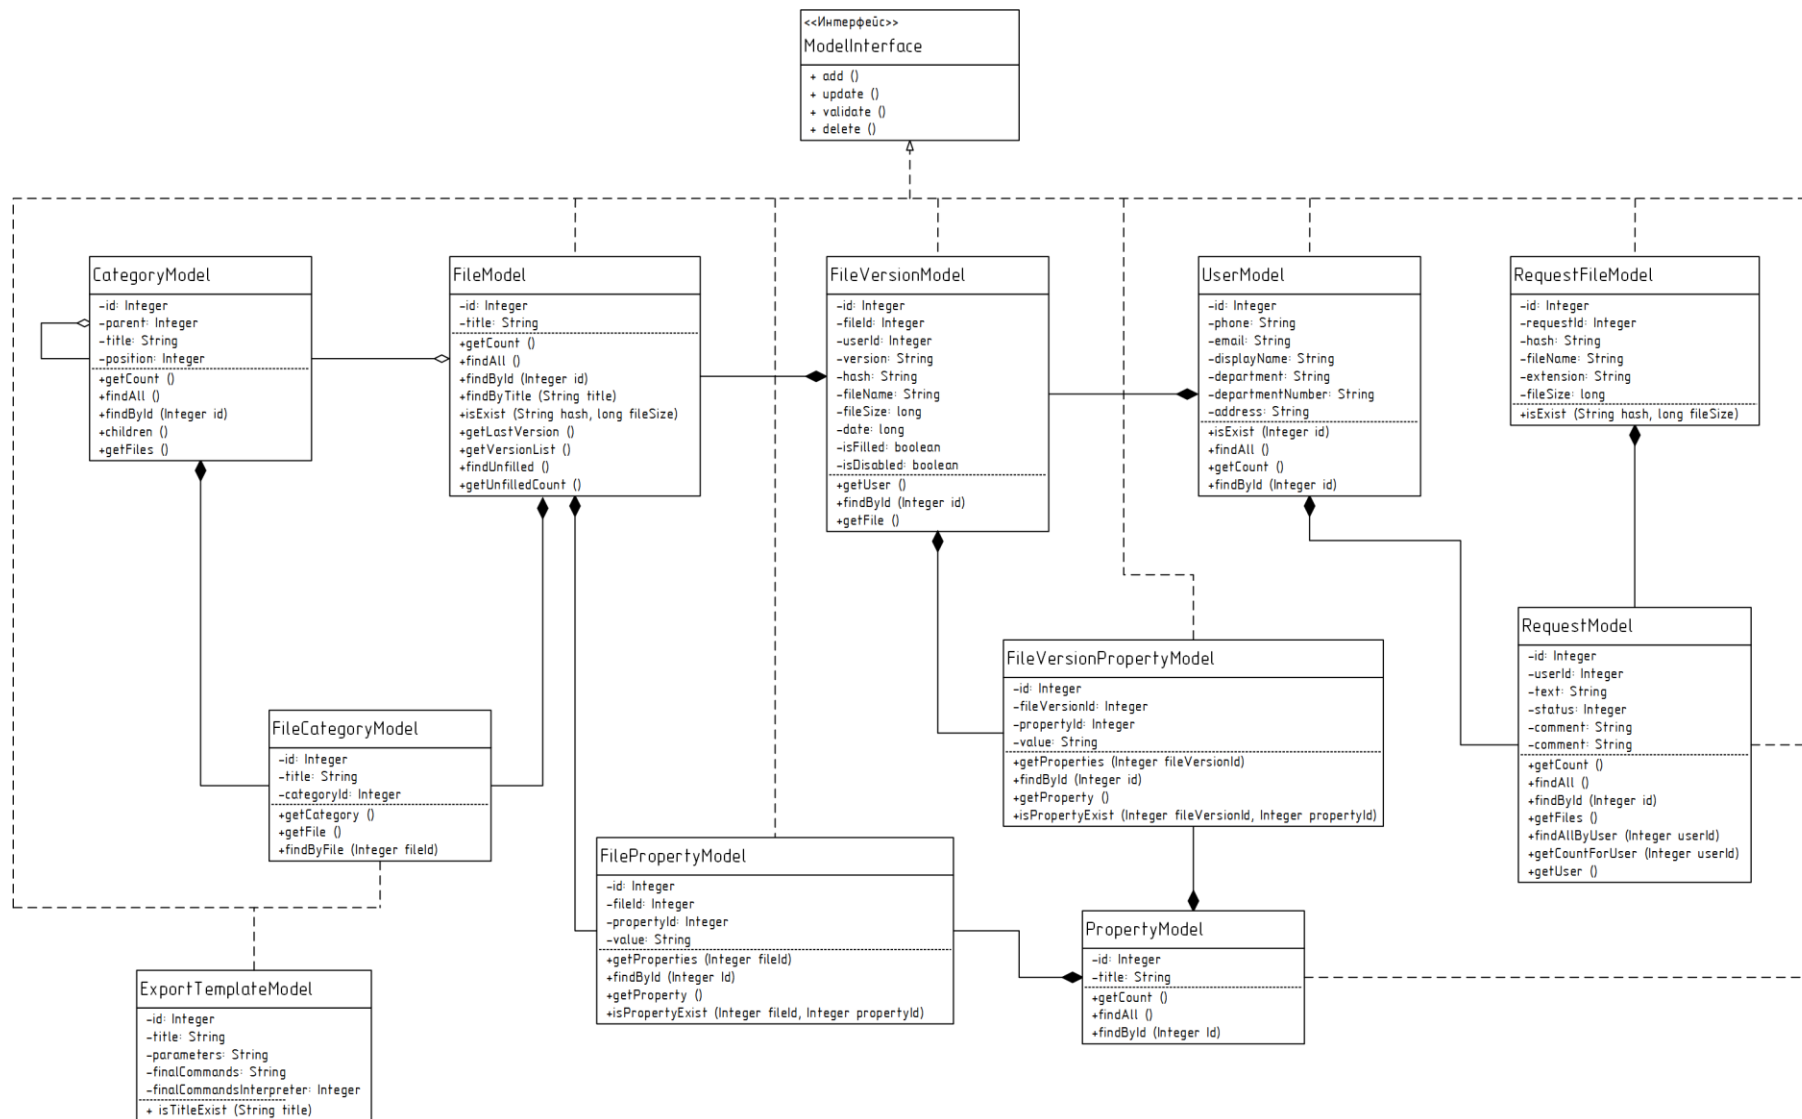 <<Интерфейс>>
ModelInterface
+ add ()
+ update ()
+ validate ()
+ delete ()
CategoryModel
-id: Integer
-parent: Integer
-title: String
-position: Integer
+getCount ()
+findAll ()
+findById (Integer id)
+children ()
+getFiles ()
FileModel
-id: Integer
-title: String
+getCount ()
+findAll ()
+findById (Integer id)
+findByTitle (String title)
+isExist (String hash, long fileSize)
+getLastVersion ()
+getVersionList ()
+findUnfilled ()
+getUnfilledCount ()
FileVersionModel
-id: Integer
-fileId: Integer
-userId: Integer
-version: String
-hash: String
-fileName: String
-fileSize: long
-date: long
-isFilled: boolean
-isDisabled: boolean
+getUser ()
+findById (Integer id)
+getFile ()
UserModel
-id: Integer
-phone: String
-email: String
-displayName: String
-department: String
-departmentNumber: String
-address: String
+isExist (Integer id)
+findAll ()
+getCount ()
+findById (Integer id)
RequestFileModel
-id: Integer
-requestId: Integer
-hash: String
-fileName: String
-extension: String
-fileSize: long
+isExist (String hash, long fileSize)
FileVersionPropertyModel
-id: Integer
-fileVersionId: Integer
-propertyId: Integer
-value: String
+getProperties (Integer fileVersionId)
+findById (Integer id)
+getProperty ()
+isPropertyExist (Integer fileVersionId, Integer propertyId)
RequestModel
-id: Integer
-userId: Integer
-text: String
-status: Integer
-comment: String
-comment: String
+getCount ()
+findAll ()
+findById (Integer id)
+getFiles ()
+findAllByUser (Integer userId)
+getCountForUser (Integer userId)
+getUser ()
FileCategoryModel
-id: Integer
-title: String
-categoryId: Integer
+getCategory ()
+getFile ()
+findByFile (Integer fileId)
FilePropertyModel
-id: Integer
-fileId: Integer
-propertyId: Integer
-value: String
+getProperties (Integer fileId)
+findById (Integer Id)
+getProperty ()
+isPropertyExist (Integer fileId, Integer propertyId)
PropertyModel
-id: Integer
-title: String
+getCount ()
+findAll ()
+findById (Integer Id)
ExportTemplateModel
-id: Integer
-title: String
-parameters: String
-finalCommands: String
-finalCommandsInterpreter: Integer
+ isTitleExist (String title)